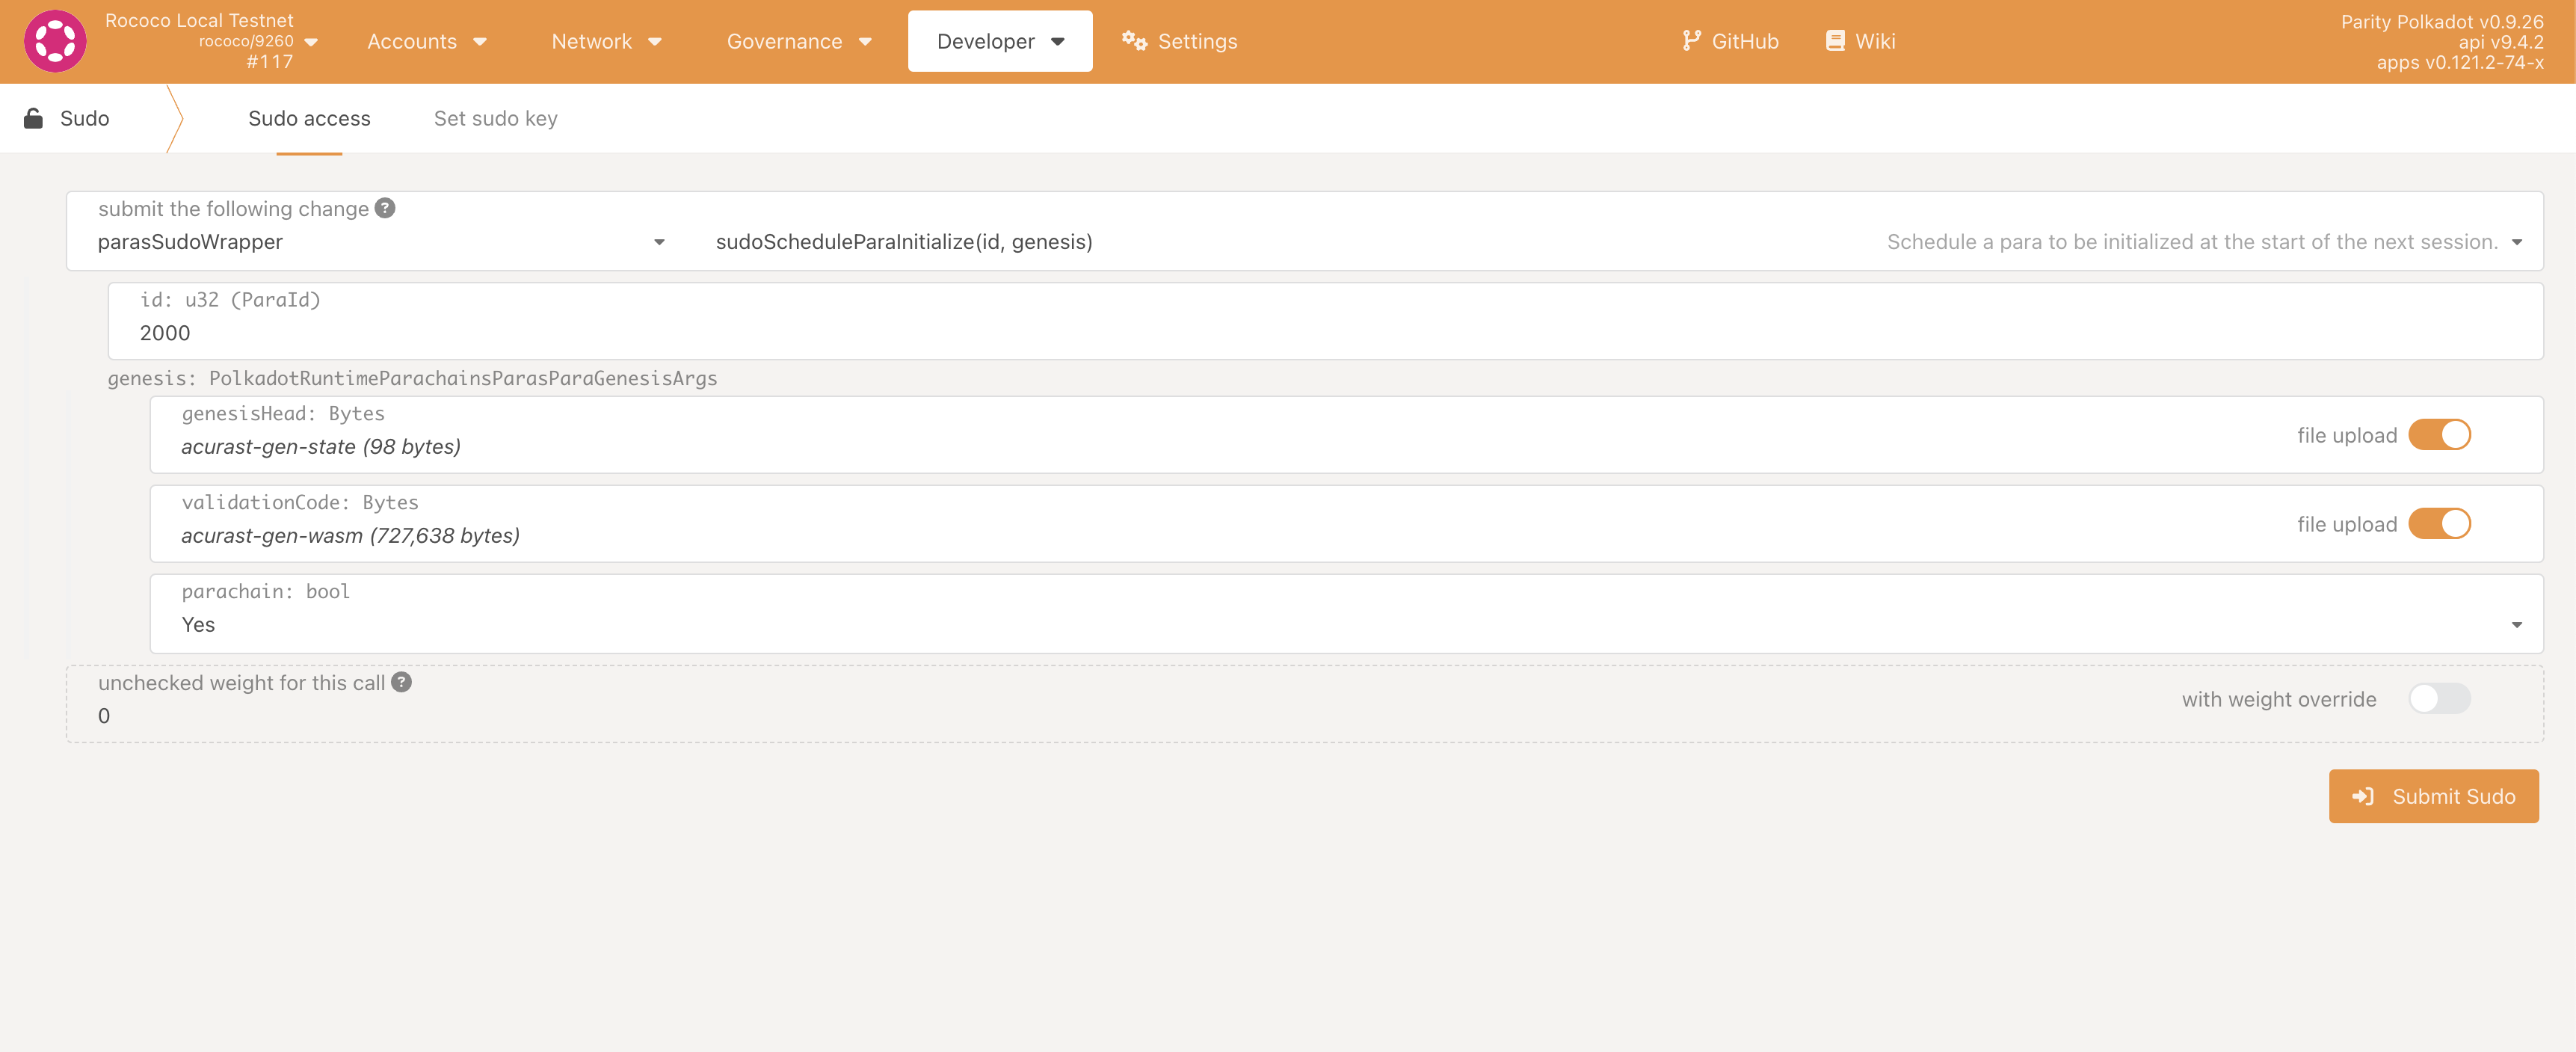 Rococo Local Testnet
rococo/9260
#117
Accounts
Network
Governance
Developer
Settings
GitHub
Wiki
Parity Polkadot v0.9.26
api v9.4.2
apps v0.121.2-74-x
Sudo
Sudo access
Set sudo key
submit the following change
parasSudoWrapper
sudoScheduleParaInitialize(id, genesis)
Schedule a para to be initialized at the start of the next session.
id: u32 (ParaId)
2000
genesis: PolkadotRuntimeParachainsParasParaGenesisArgs
genesisHead: Bytes
acurast-gen-state (98 bytes)
file upload
validationCode: Bytes
acurast-gen-wasm (727,638 bytes)
file upload
parachain: bool
Yes
unchecked weight for this call
0
with weight override
Submit Sudo